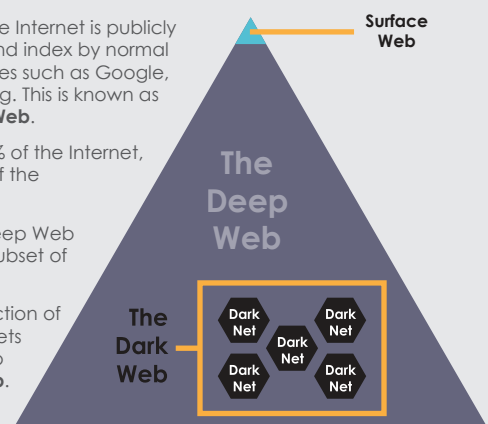 e Internet is publicly
nd index by normal
es such as Google,
g. This is known as
Web.
% of the Internet,
f the
eep Web
ubset of
ction of
ets
o
b.
Surface
Web
The
Deep
Web
The
Dark
Web
Dark
Net
Dark
Net
Dark
Net
Dark
Net
Dark
Net